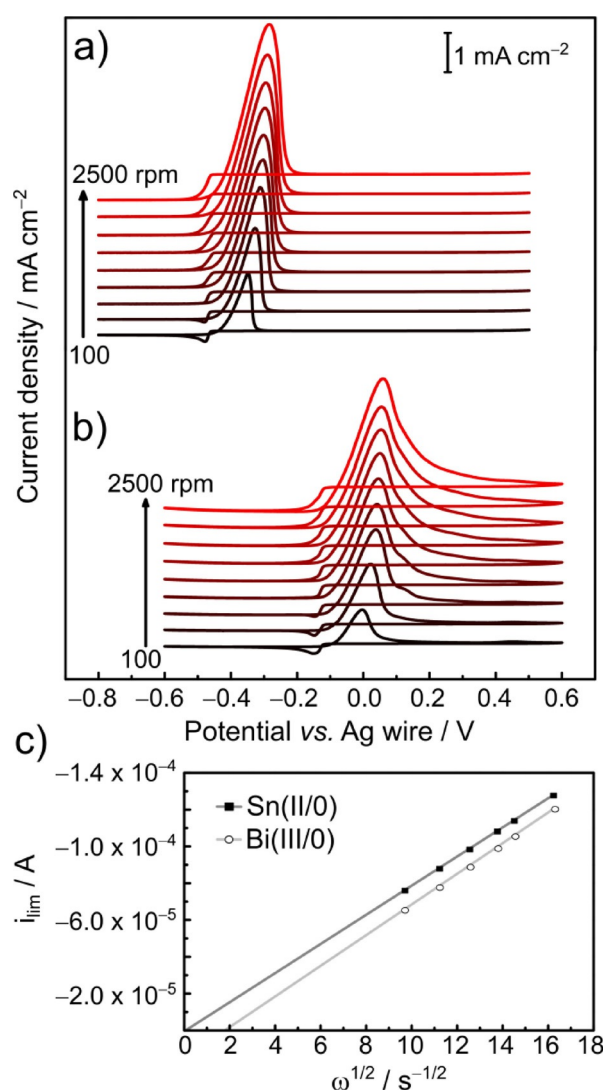 a)
1 mA cm⁻²
2500 rpm
100
b)
2500 rpm
100
Current density / mA cm⁻²
−0.8 −0.6 −0.4 −0.2 0.0 0.2 0.4 0.6
Potential vs. Ag wire / V
c)
−1.4 x 10⁻⁴
−1.0 x 10⁻⁴
−6.0 x 10⁻⁵
−2.0 x 10⁻⁵
i_lim / A
Sn(II/0)
Bi(III/0)
0 2 4 6 8 10 12 14 16 18
ω^1/2 / s^−1/2